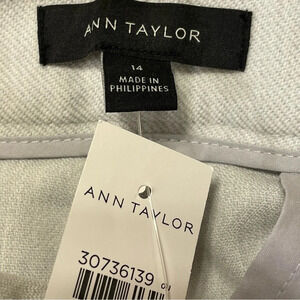 ANN TAYLOR
14
MADE IN
PHILIPPINES
ANN TAYLOR
30736139